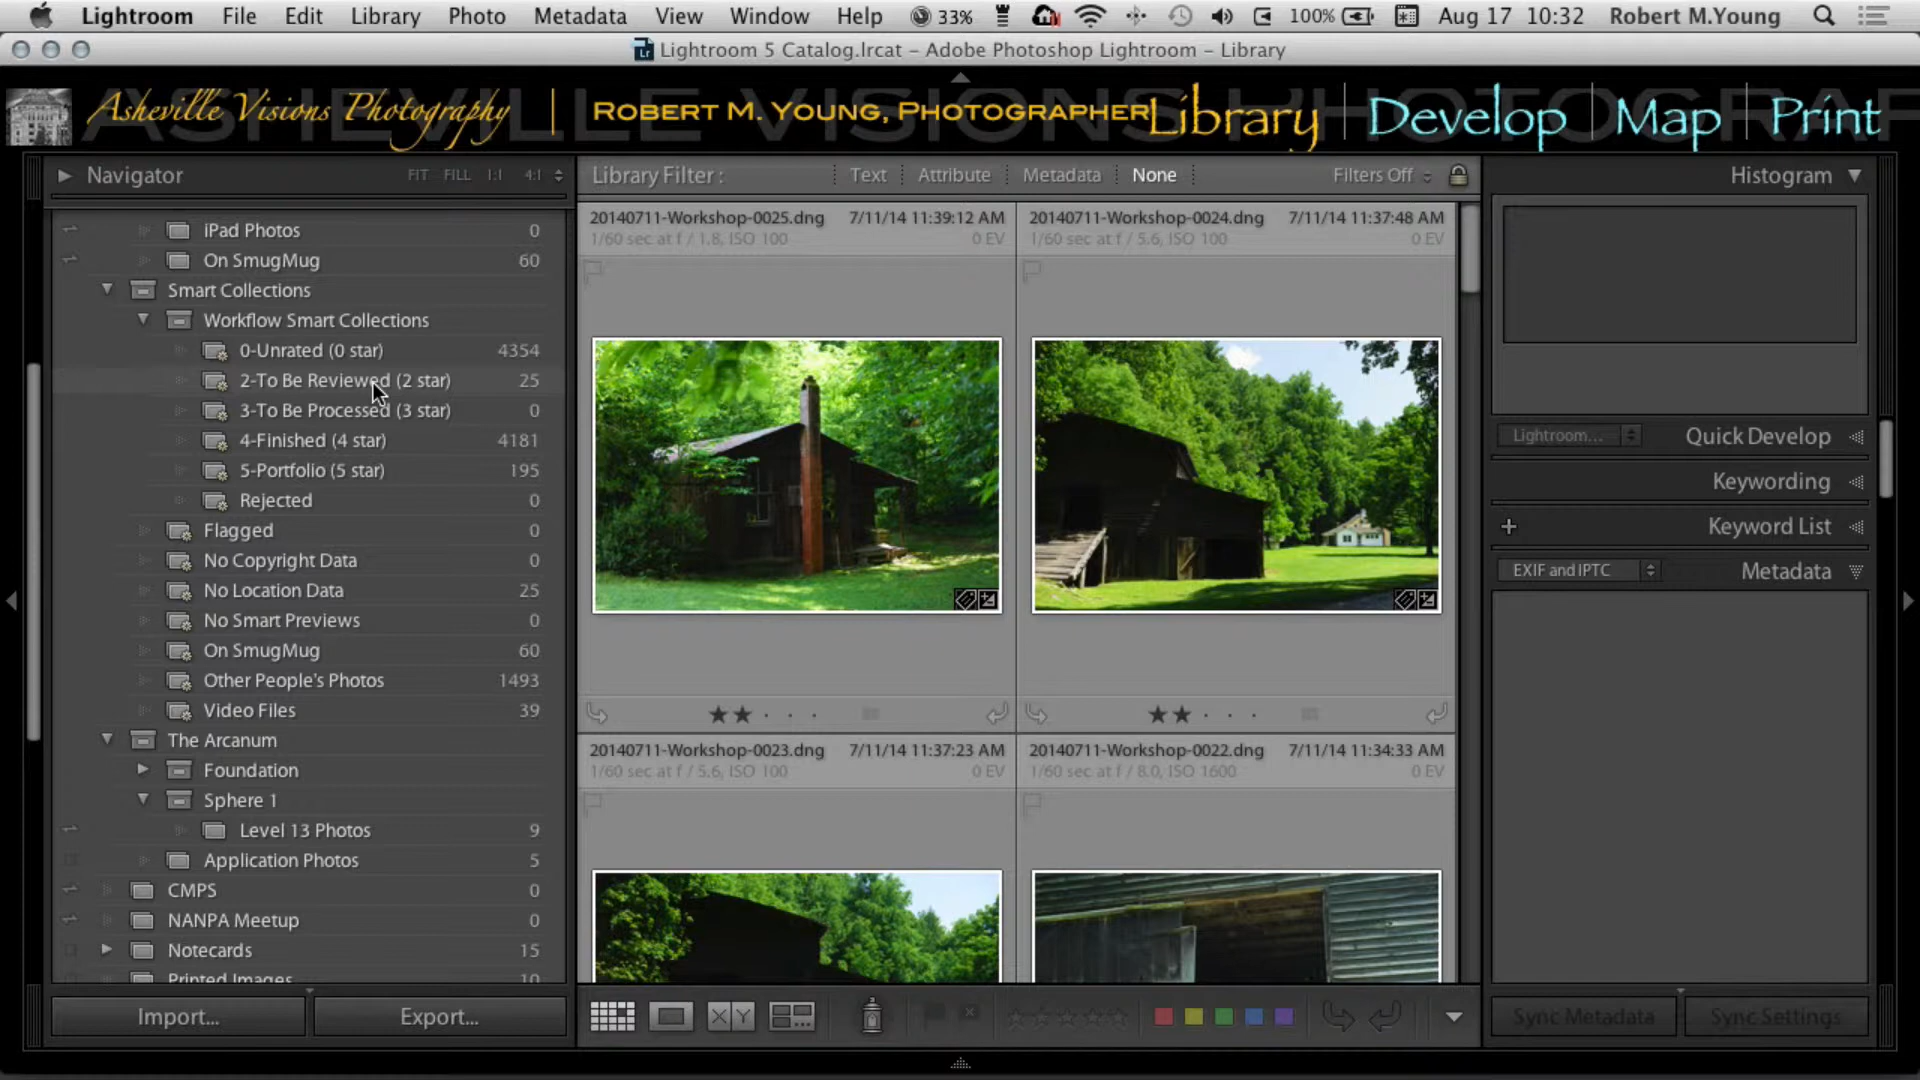 Lightroom File Edit Library Photo Metadata View Window Help 33% 100% Aug 17 10:32 Robert M.Young
Lightroom 5 Catalog.lrcat – Adobe Photoshop Lightroom – Library
Asheville Visions Photography | Robert M. Young, Photographer Library | Develop | Map | Print
Navigator FIT FILL 1:1 4:1
Library Filter: Text Attribute Metadata None Filters Off
Histogram
iPad Photos 0
On SmugMug 60
Smart Collections
Workflow Smart Collections
0-Unrated (0 star) 4354
2-To Be Reviewed (2 star) 25
3-To Be Processed (3 star) 0
4-Finished (4 star) 4181
5-Portfolio (5 star) 195
Rejected 0
Flagged 0
No Copyright Data 0
No Location Data 25
No Smart Previews 0
On SmugMug 60
Other People's Photos 1493
Video Files 39
The Arcanum
Foundation
Sphere 1
Level 13 Photos 9
Application Photos 5
CMPS 0
NANPA Meetup 0
Notecards 15
Printed Images 10
Import... Export...
20140711-Workshop-0025.dng 7/11/14 11:39:12 AM
1/60 sec at f / 1.8, ISO 100 0 EV
20140711-Workshop-0024.dng 7/11/14 11:37:48 AM
1/60 sec at f / 5.6, ISO 100 0 EV
20140711-Workshop-0023.dng 7/11/14 11:37:23 AM
1/60 sec at f / 5.6, ISO 100 0 EV
20140711-Workshop-0022.dng 7/11/14 11:34:33 AM
1/60 sec at f / 8.0, ISO 1600 0 EV
X Y
Lightroom... Quick Develop
Keywording
+ Keyword List
EXIF and IPTC Metadata
Sync Metadata Sync Settings